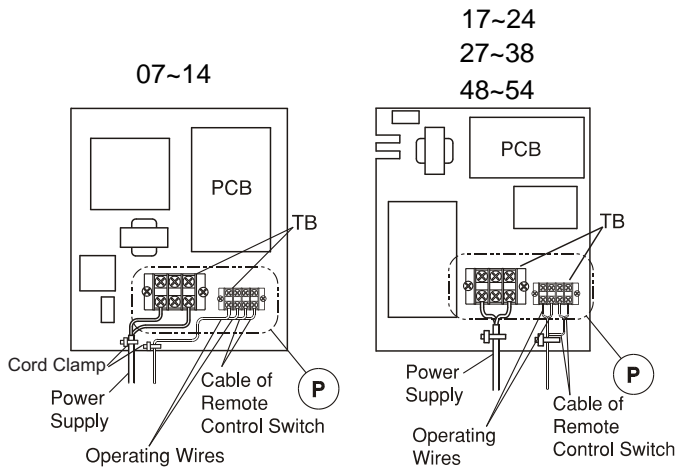 07~14
PCB
TB
Cord Clamp
Power
Supply
Operating Wires
Cable of
Remote
Control Switch
P
17~24
27~38
48~54
PCB
TB
Power
Supply
Operating
Wires
Cable of
Remote
Control Switch
P